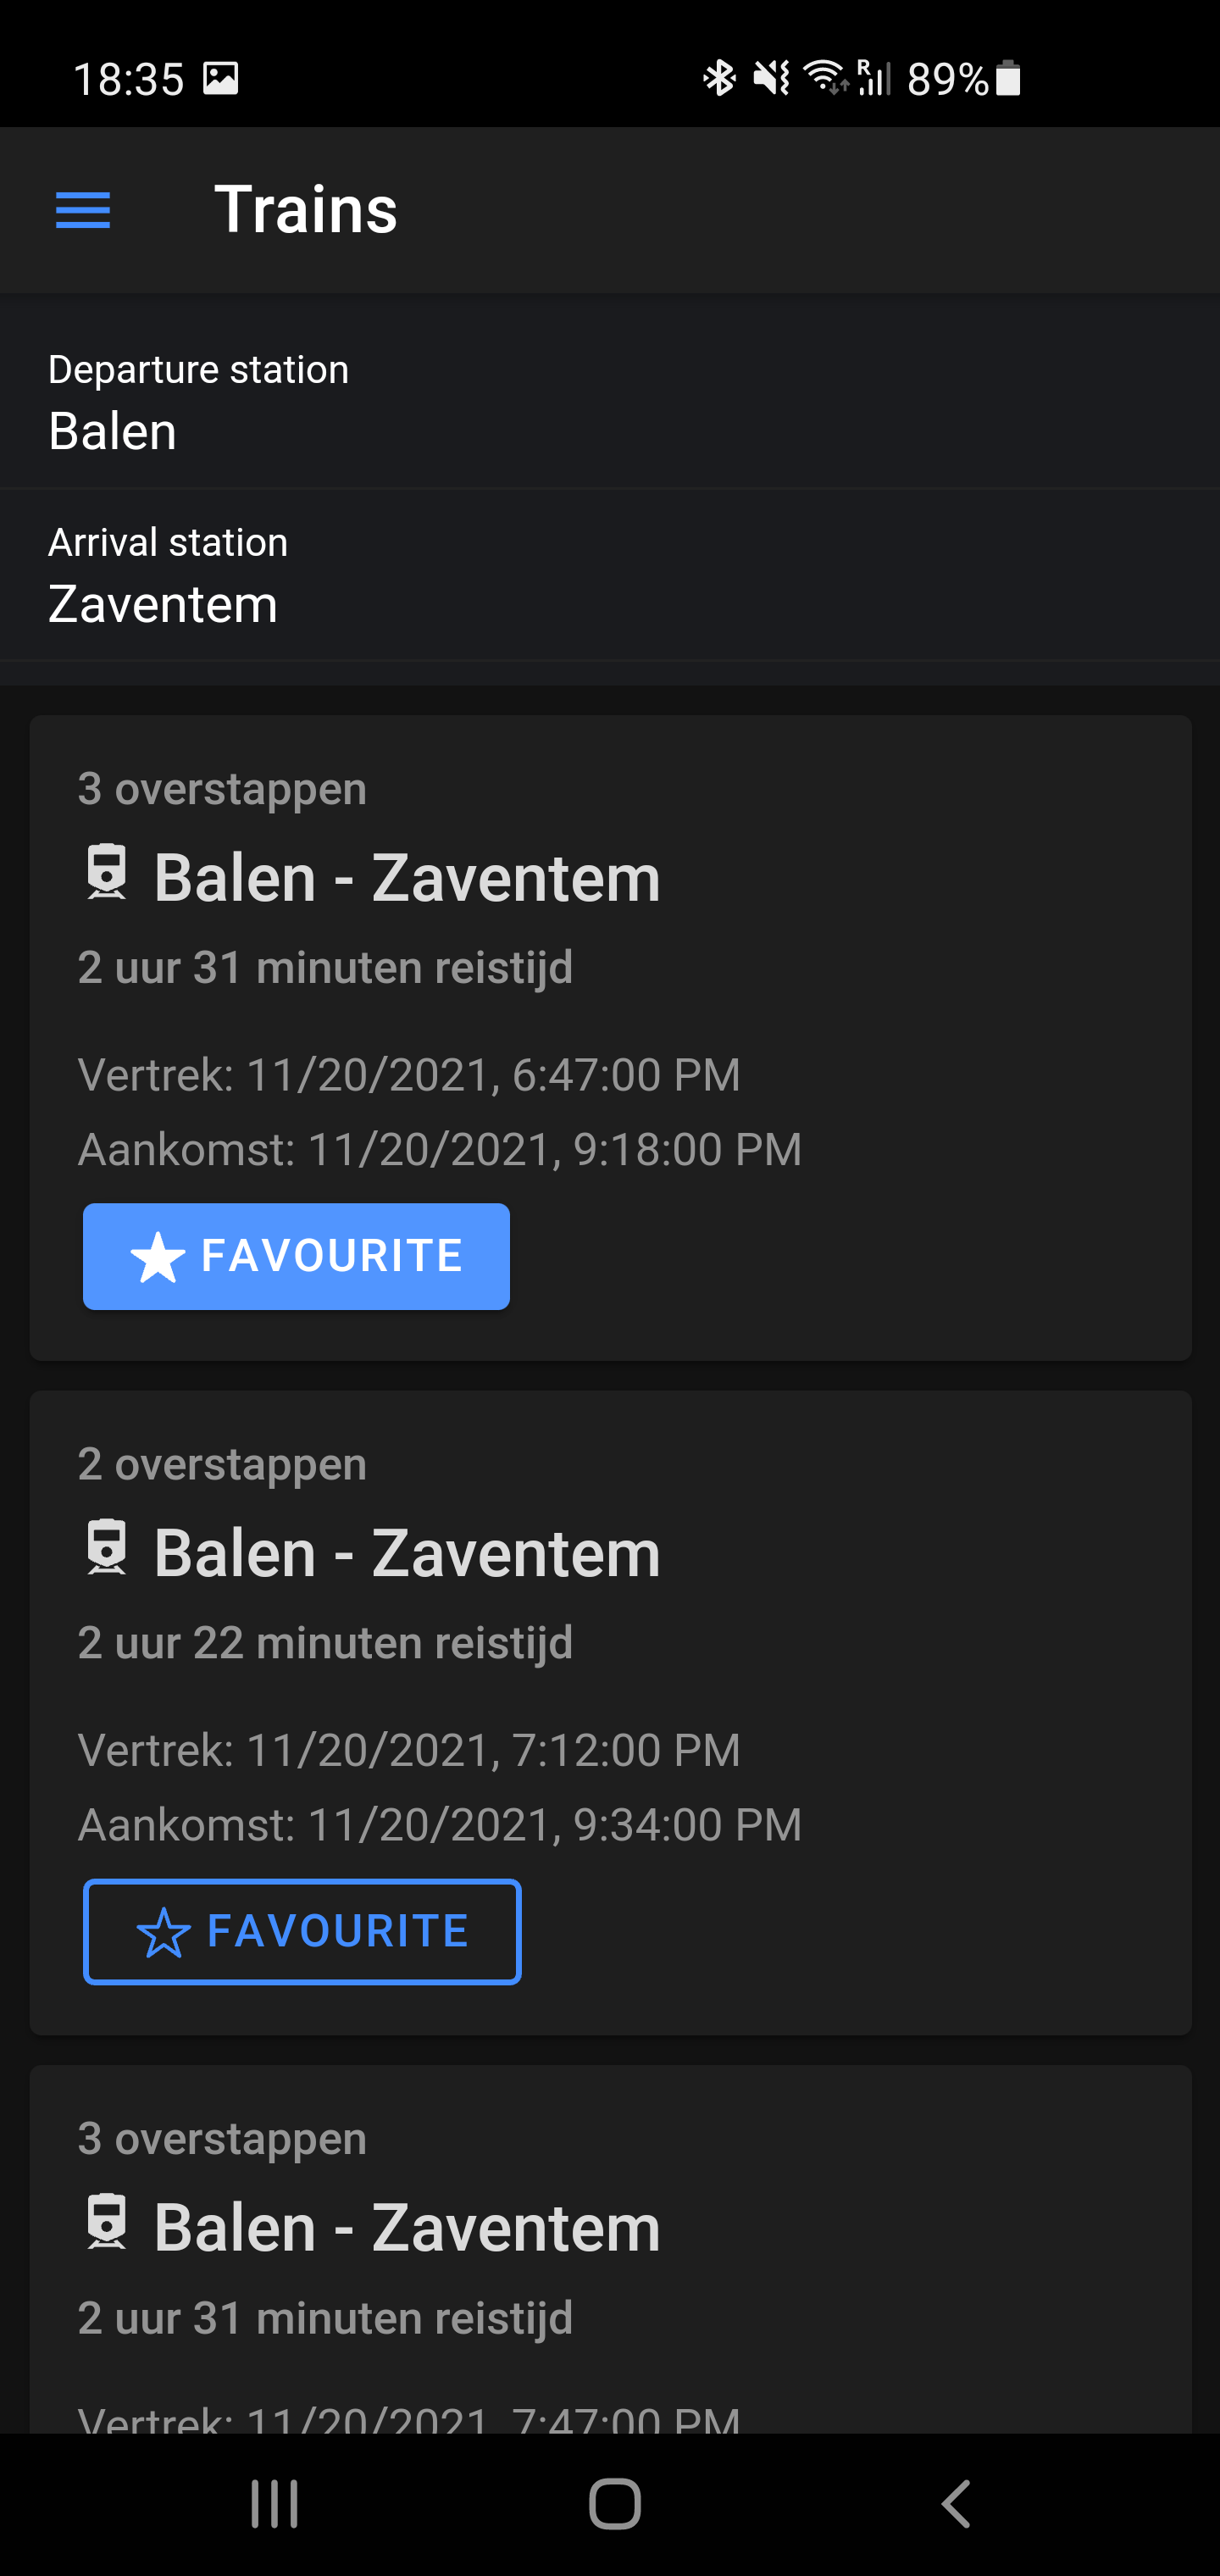 18:35 R 89%
Trains
Departure station
Balen
Arrival station
Zaventem
3 overstappen
Balen - Zaventem
2 uur 31 minuten reistijd
Vertrek: 11/20/2021, 6:47:00 PM
Aankomst: 11/20/2021, 9:18:00 PM
FAVOURITE
2 overstappen
Balen - Zaventem
2 uur 22 minuten reistijd
Vertrek: 11/20/2021, 7:12:00 PM
Aankomst: 11/20/2021, 9:34:00 PM
FAVOURITE
3 overstappen
Balen - Zaventem
2 uur 31 minuten reistijd
Vertrek: 11/20/2021, 7:47:00 PM